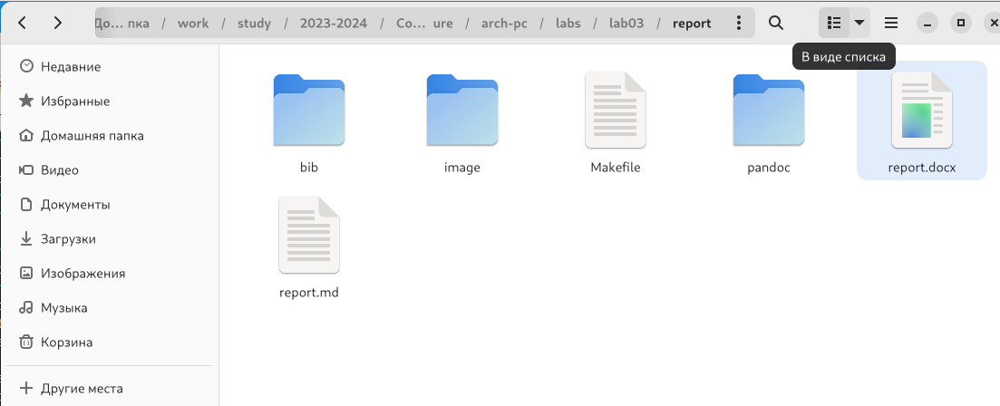 До… пка / work / study / 2023-2024 / Co… ure / arch-pc / labs / lab03 / report
В виде списка
Недавние
Избранные
Домашняя папка
Видео
Документы
Загрузки
Изображения
Музыка
Корзина
Другие места
bib
image
Makefile
pandoc
report.docx
report.md